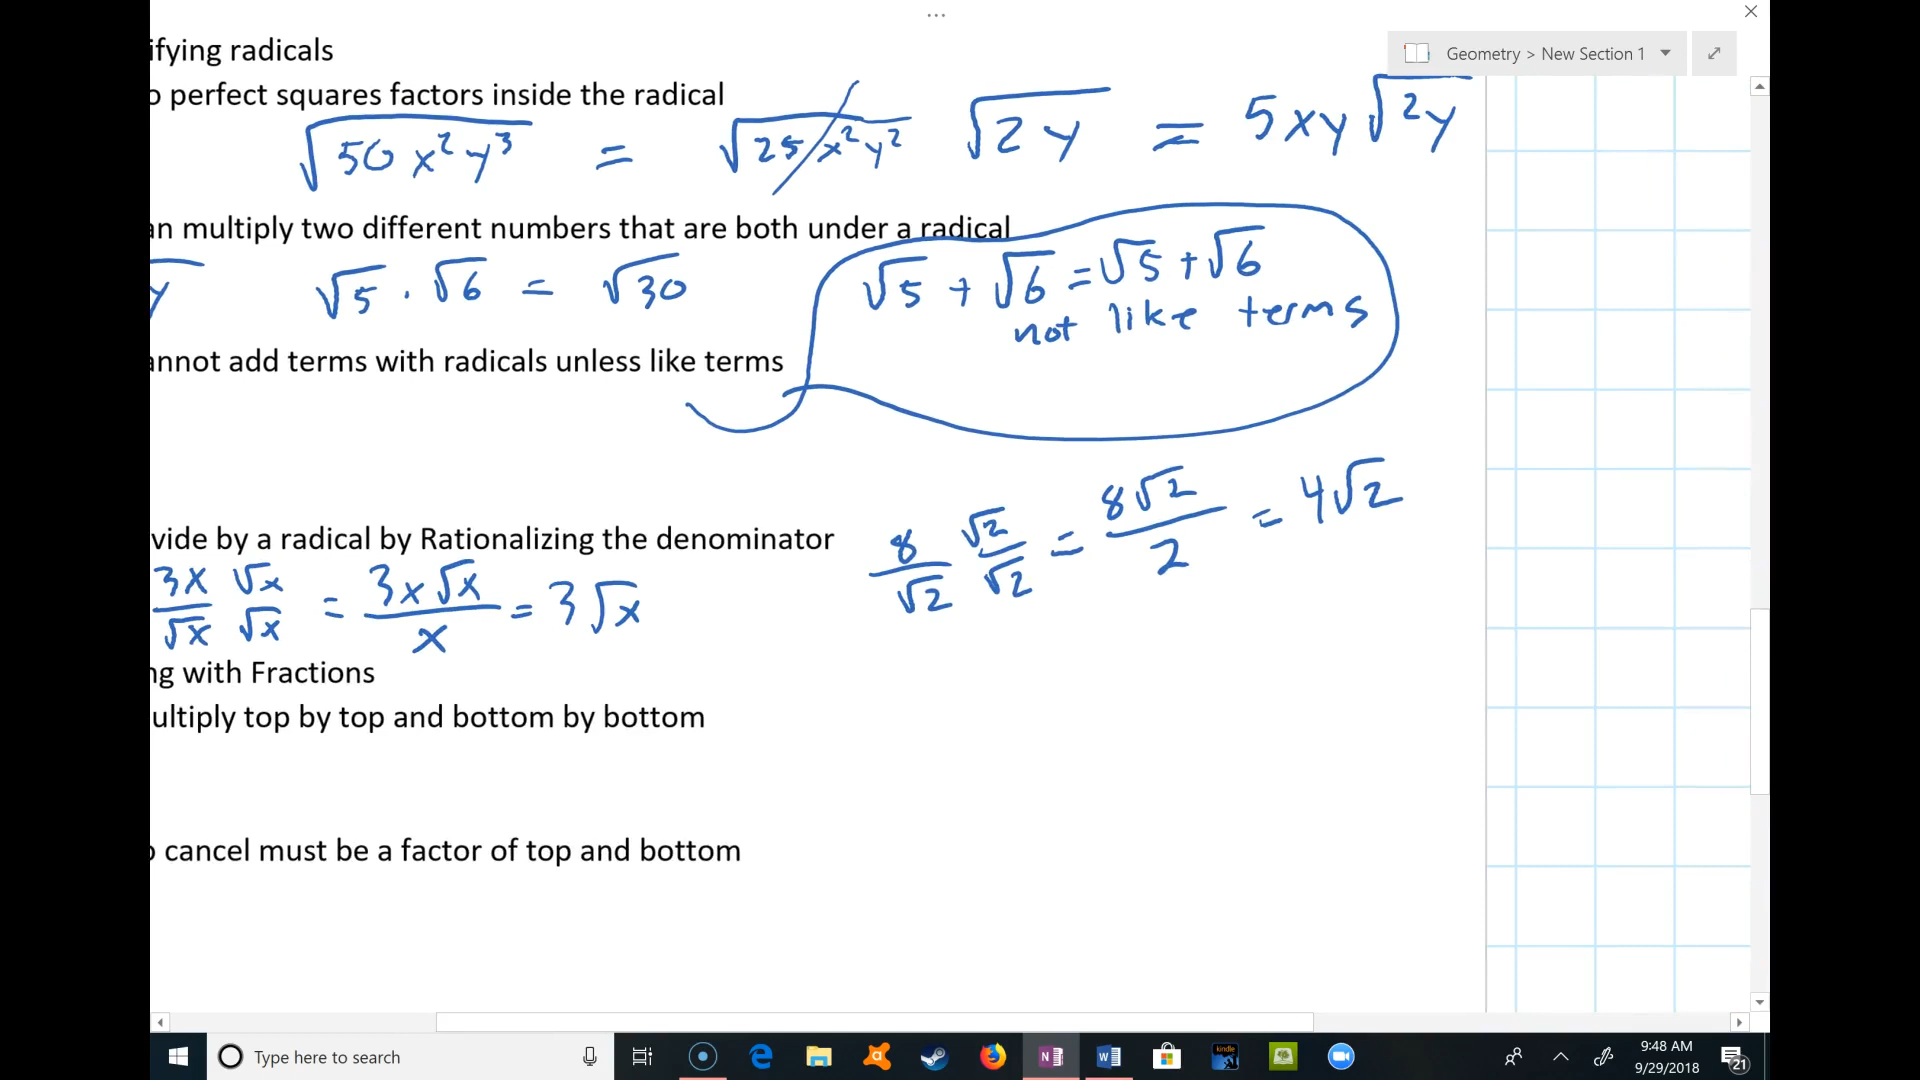 ...
Geometry > New Section 1
ifying radicals
o perfect squares factors inside the radical
√50x²y³ = √25x²y² √2y = 5xy√2y
an multiply two different numbers that are both under a radical
y √5 · √6 = √30
√5 + √6 = √5 + √6
not like terms
annot add terms with radicals unless like terms
vide by a radical by Rationalizing the denominator
8/√2 √2/√2 = 8√2/2 = 4√2
3x/√x √x/√x = 3x√x/x = 3√x
ng with Fractions
ultiply top by top and bottom by bottom
o cancel must be a factor of top and bottom
Type here to search
kindle
9:48 AM
9/29/2018
21